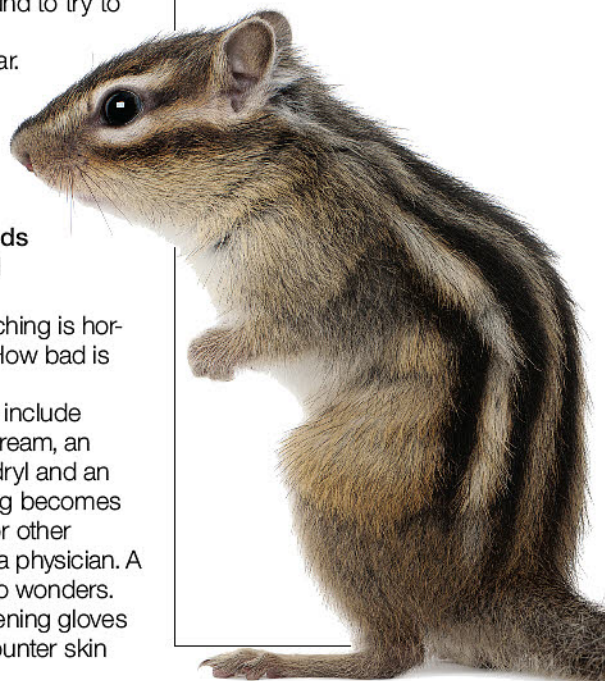 nd to try to
ar.
ds
ching is hor-
How bad is
include
ream, an
dryl and an
g becomes
r other
a physician. A
o wonders.
ening gloves
ounter skin